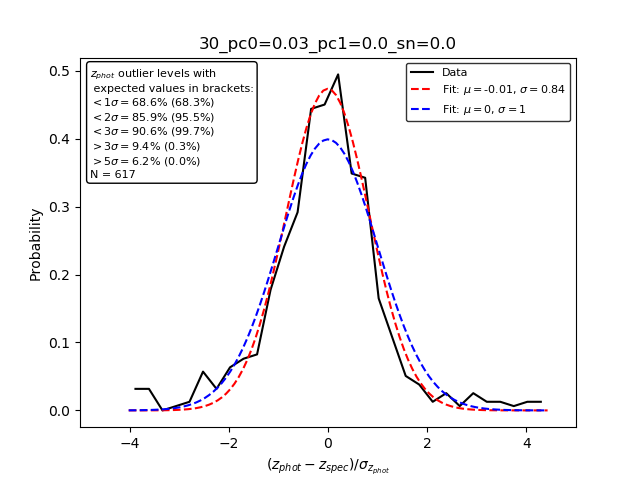 30_pc0=0.03_pc1=0.0_sn=0.0
z_phot outlier levels with
expected values in brackets:
<1σ=68.6% (68.3%)
<2σ=85.9% (95.5%)
<3σ=90.6% (99.7%)
>3σ=9.4% (0.3%)
>5σ=6.2% (0.0%)
N = 617
Data
Fit: μ=-0.01, σ=0.84
Fit: μ=0, σ=1
Probability
0.5
0.4
0.3
0.2
0.1
0.0
−4 −2 0 2 4
(z_phot − z_spec)/σ_z_phot